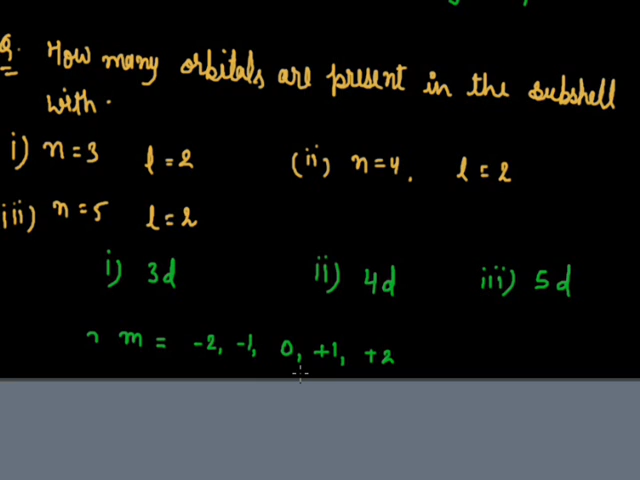 Q. How many orbitals are present in the subshell
with.
i) n=3 l=2 (ii) n=4. l=2
iii) n=5 l=2
i) 3d ii) 4d iii) 5d
m = -2, -1, 0, +1, +2